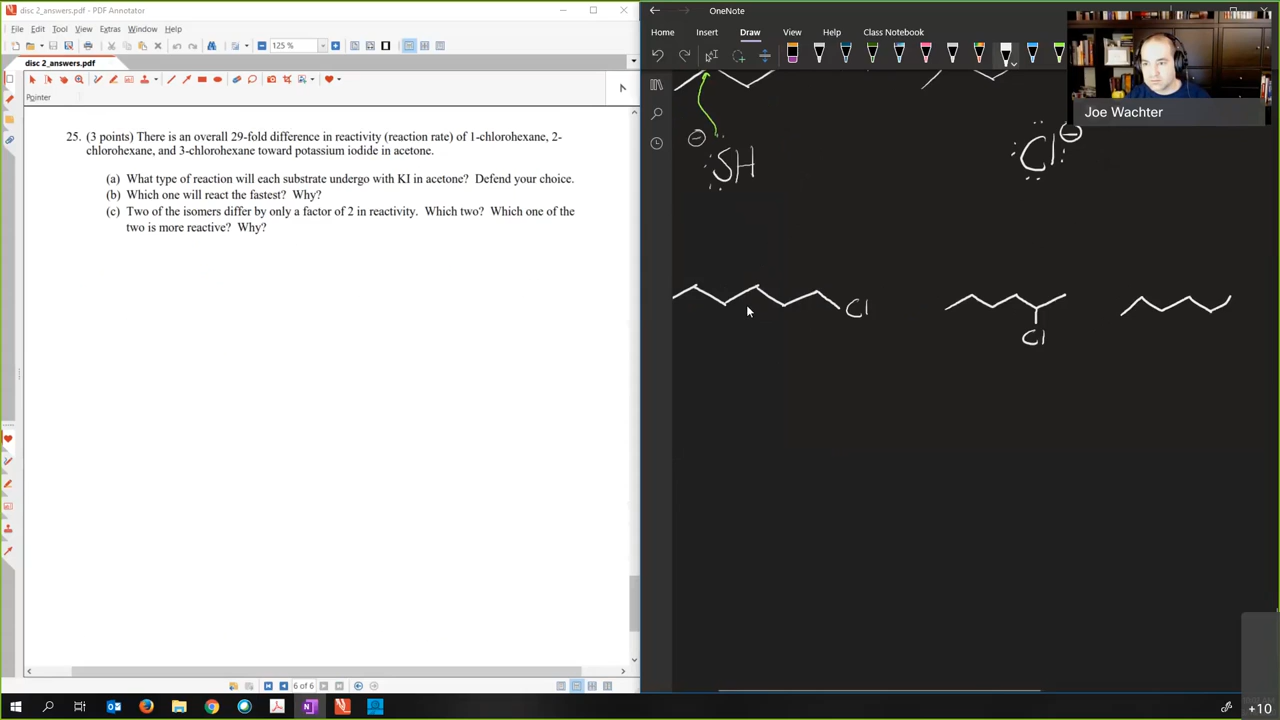 disc 2_answers.pdf - PDF Annotator
File Edit Tool View Extras Window Help
125 %
disc 2_answers.pdf
Pointer
25. (3 points) There is an overall 29-fold difference in reactivity (reaction rate) of 1-chlorohexane, 2-
chlorohexane, and 3-chlorohexane toward potassium iodide in acetone.
(a) What type of reaction will each substrate undergo with KI in acetone? Defend your choice.
(b) Which one will react the fastest? Why?
(c) Two of the isomers differ by only a factor of 2 in reactivity. Which two? Which one of the
two is more reactive? Why?
6 of 6
OneNote
Home Insert Draw View Help Class Notebook
Joe Wachter
SH
Cl
Cl
Cl
+10